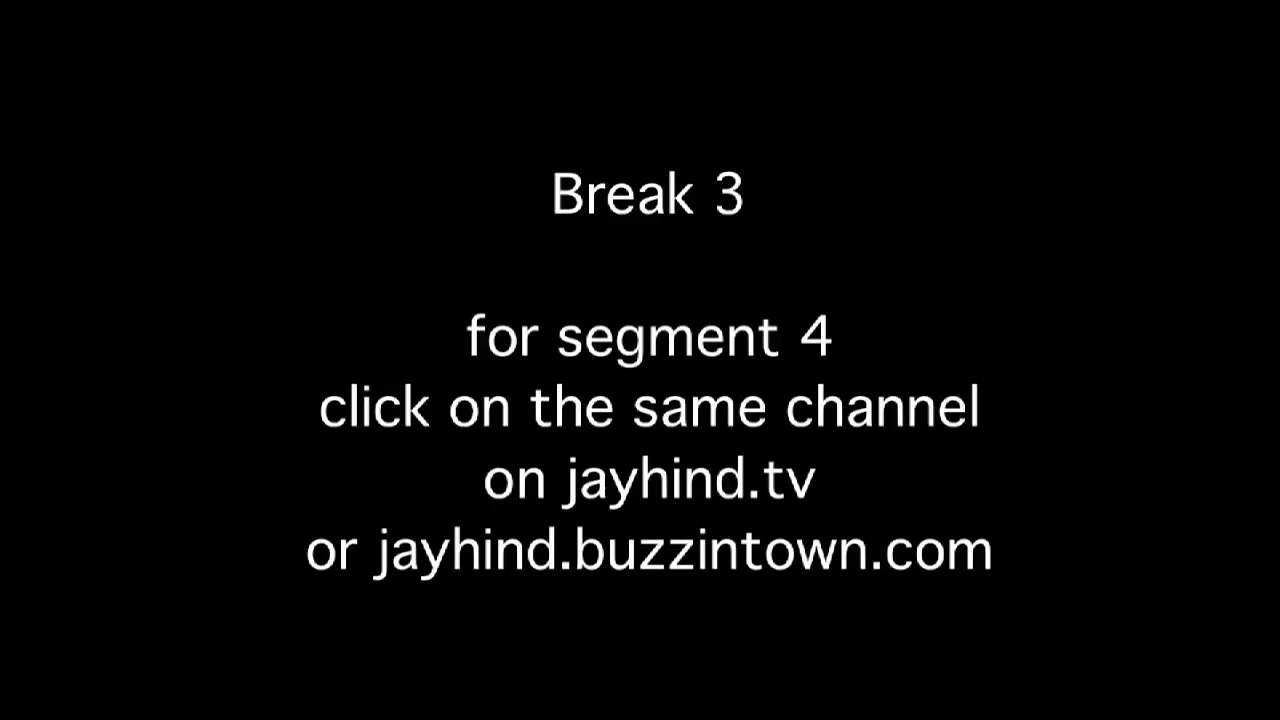 Break 3
for segment 4
click on the same channel
on jayhind.tv
or jayhind.buzzintown.com